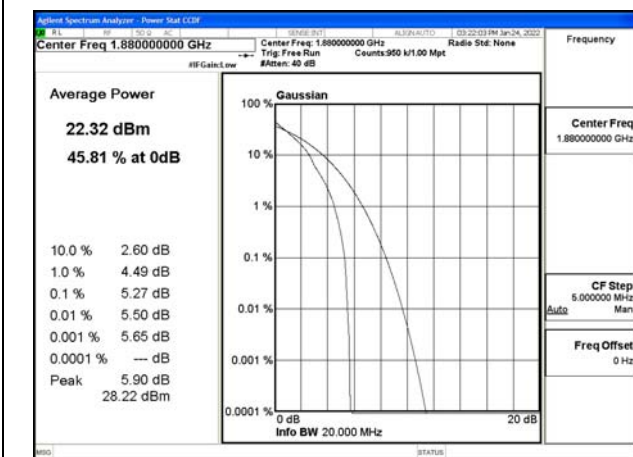 Agilent Spectrum Analyzer - Power Stat CCDF
RL RF 50 Ω AC SENSE:INT ALIGN AUTO 03:22:03 PM Jan 24, 2022
Center Freq 1.880000000 GHz
Center Freq: 1.880000000 GHz Radio Std: None
Trig: Free Run Counts:950 k/1.00 Mpt
#IFGain:Low #Atten: 40 dB
Frequency
Average Power
22.32 dBm
45.81 % at 0dB
10.0 % 2.60 dB
1.0 % 4.49 dB
0.1 % 5.27 dB
0.01 % 5.50 dB
0.001 % 5.65 dB
0.0001 % --- dB
Peak 5.90 dB
28.22 dBm
Gaussian
100 %
10 %
1 %
0.1 %
0.01 %
0.001 %
0.0001 %
0 dB 20 dB
Info BW 20.000 MHz
Center Freq
1.880000000 GHz
CF Step
5.000000 MHz
Auto Man
Freq Offset
0 Hz
MSG STATUS